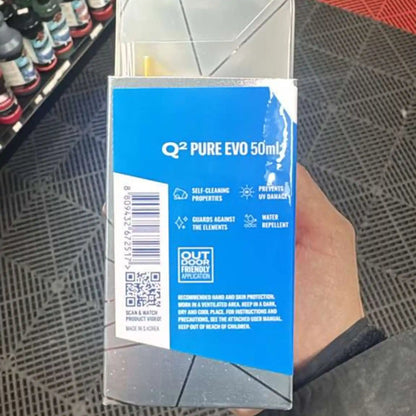 Q² PURE EVO 50ml
SELF-CLEANING
PROPERTIES
PREVENTS
UV DAMAGE
GUARDS AGAINST
THE ELEMENTS
WATER
REPELLENT
OUT
DOOR
FRIENDLY
APPLICATION
8 809432 672517 >
SCAN & WATCH
PRODUCT VIDEO!
MADE IN S.KOREA
RECOMMENDED HAND AND SKIN PROTECTION.
WORK IN A VENTILATED AREA. KEEP IN A DARK,
DRY AND COOL PLACE. FOR INSTRUCTIONS AND
PRECAUTIONS, SEE THE ATTACHED USER MANUAL.
KEEP OUT OF REACH OF CHILDREN.